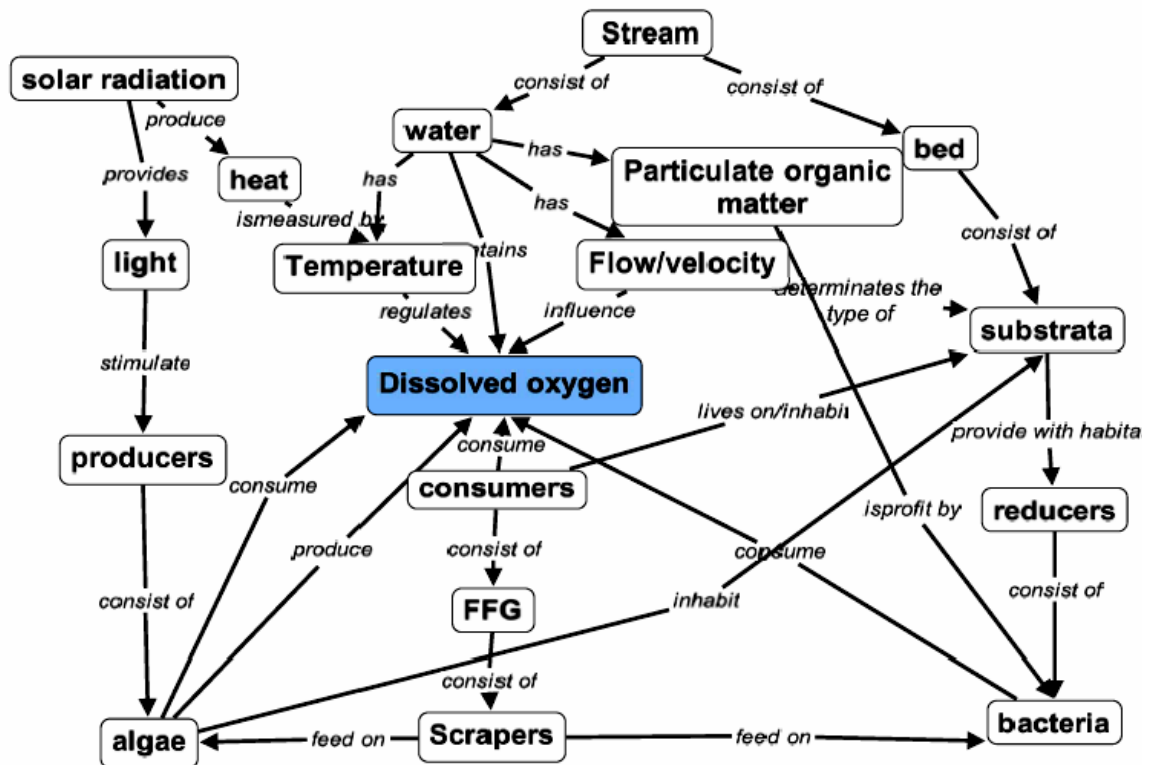 Stream
solar radiation
consist of
consist of
produce
water
bed
has
Particulate organic
matter
provides
heat
has
has
ismeasured by
consist of
light
Temperature
Flow/velocity
determinates the
type of
regulates
influence
substrata
stimulate
Dissolved oxygen
lives on/inhabi
consume
provide with habita
producers
consume
consumers
isprofit by
reducers
produce
consist of
consume
consist of
consist of
FFG
inhabit
consist of
algae
feed on
Scrapers
feed on
bacteria